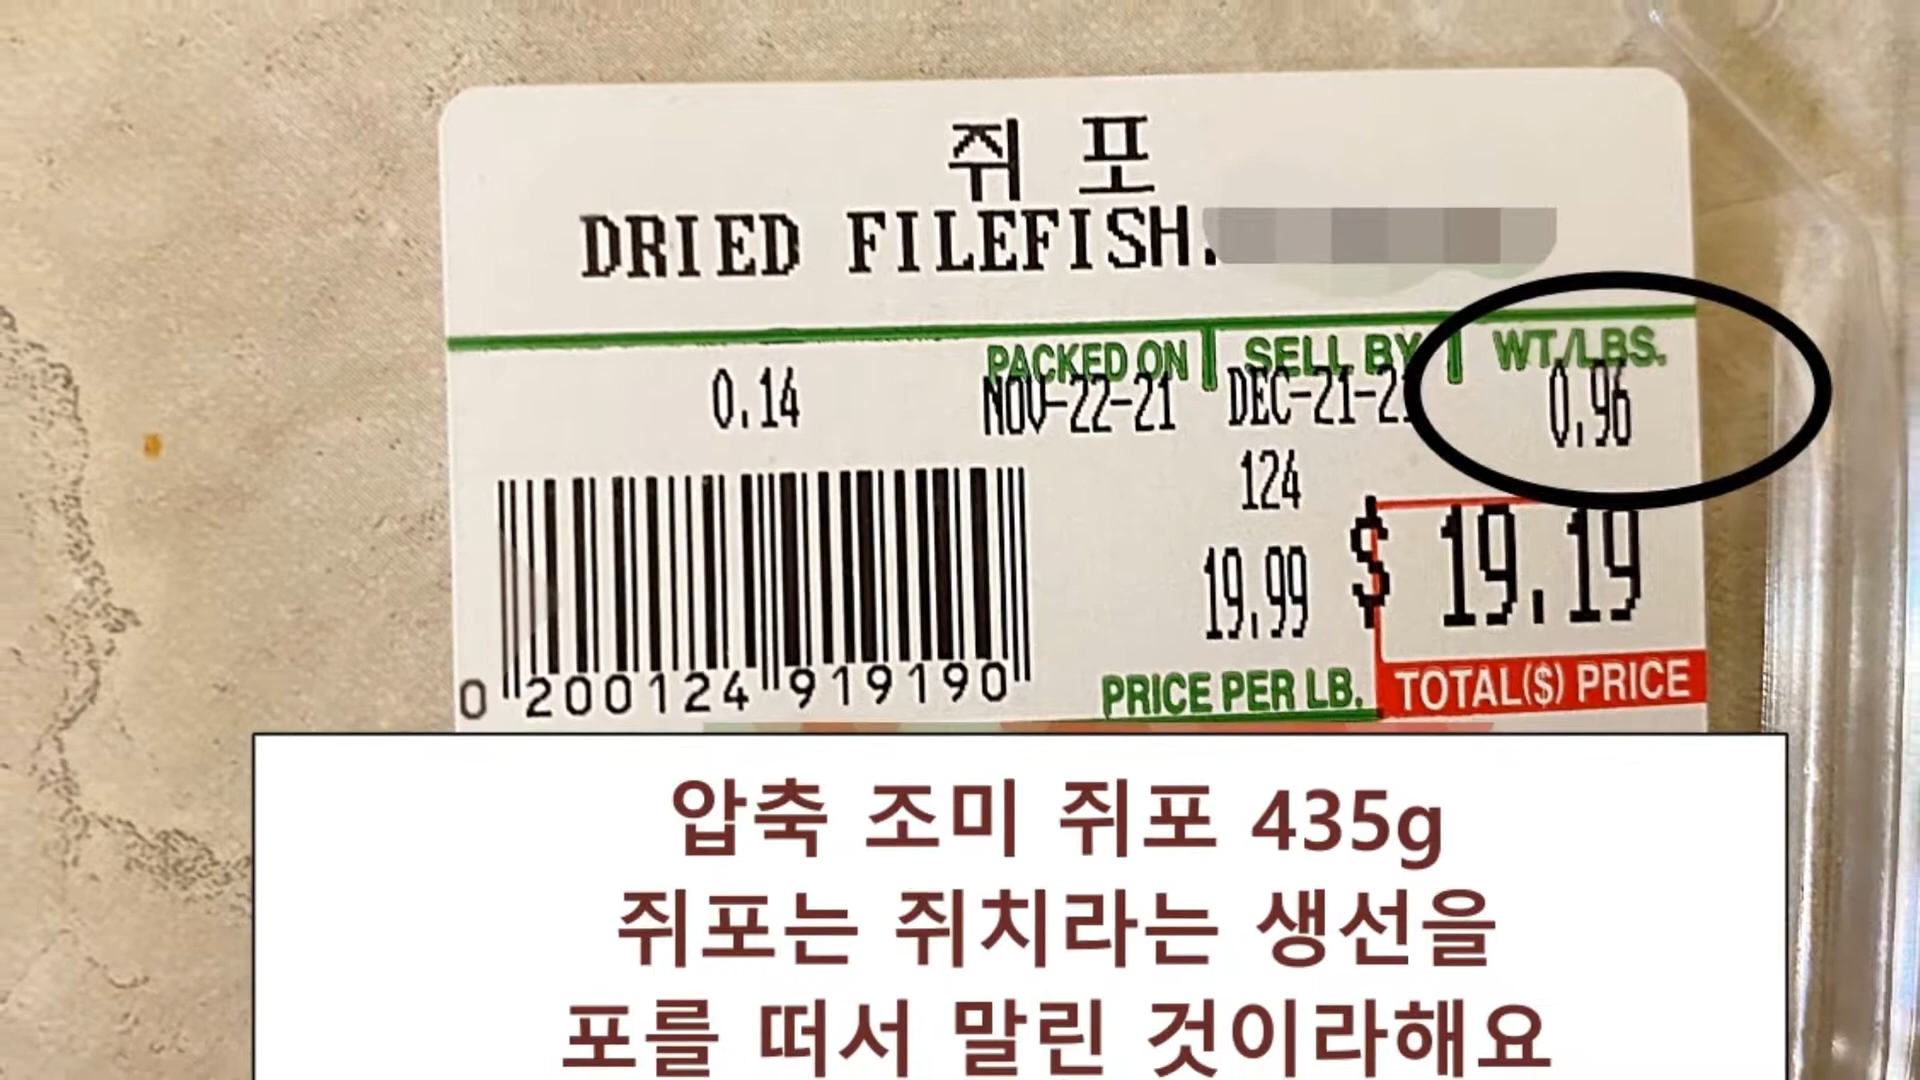 쥐 포
DRIED FILEFISH.
PACKED ON SELL BY WT./LBS.
0.14 NOV-22-21 DEC-21-21 0.96
124
19.99 $ 19.19
PRICE PER LB. TOTAL($) PRICE
0 200124 919190
압축 조미 쥐포 435g
쥐포는 쥐치라는 생선을
포를 떠서 말린 것이라해요